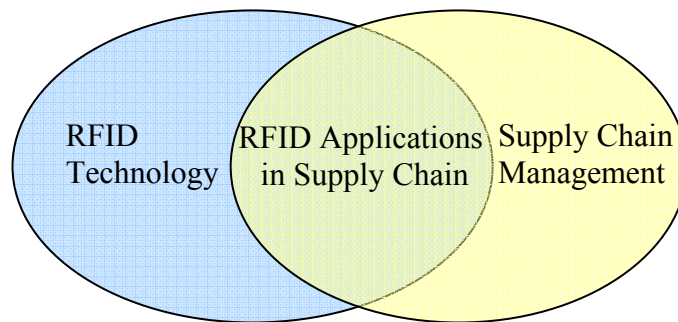 RFID
Technology
RFID Applications
in Supply Chain
Supply Chain
Management